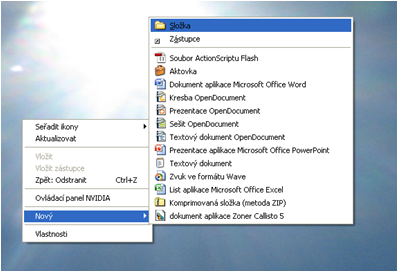 Seřadit ikony
Aktualizovat
Vložit
Vložit zástupce
Zpět: Odstranit Ctrl+Z
Ovládací panel NVIDIA
Nový
Vlastnosti
Složka
Zástupce
Soubor ActionScriptu Flash
Aktovka
Dokument aplikace Microsoft Office Word
Kresba OpenDocument
Prezentace OpenDocument
Sešit OpenDocument
Textový dokument OpenDocument
Prezentace aplikace Microsoft Office PowerPoint
Textový dokument
Zvuk ve formátu Wave
List aplikace Microsoft Office Excel
Komprimovaná složka (metoda ZIP)
dokument aplikace Zoner Callisto 5